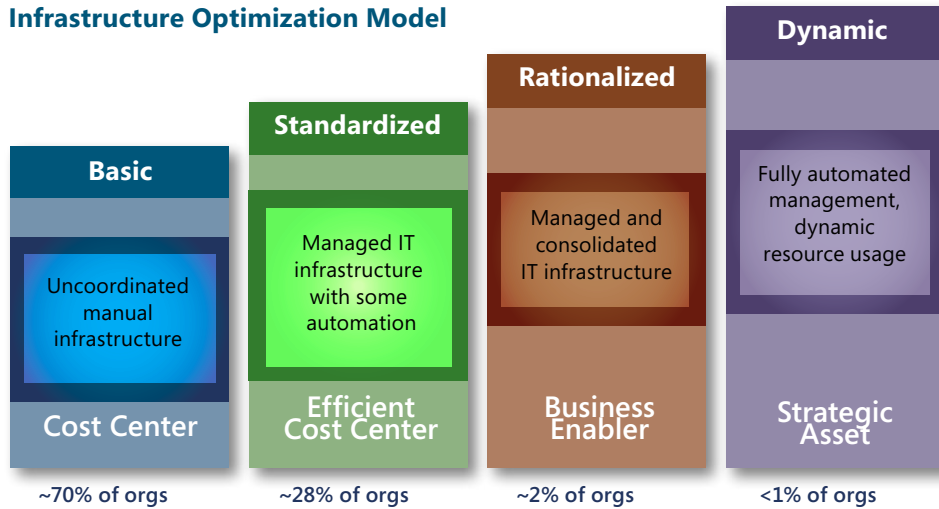 Infrastructure Optimization Model
Basic
Uncoordinated
manual
infrastructure
Cost Center
~70% of orgs
Standardized
Managed IT
infrastructure
with some
automation
Efficient
Cost Center
~28% of orgs
Rationalized
Managed and
consolidated
IT infrastructure
Business
Enabler
~2% of orgs
Dynamic
Fully automated
management,
dynamic
resource usage
Strategic
Asset
<1% of orgs